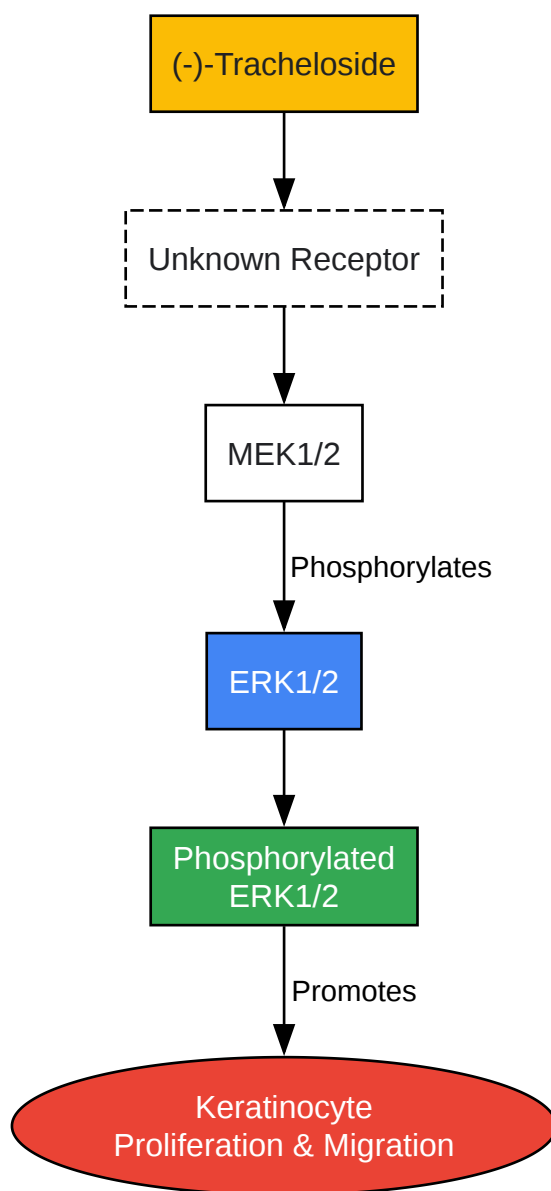 (-)-Tracheloside
Unknown Receptor
MEK1/2
Phosphorylates
ERK1/2
Phosphorylated
ERK1/2
Promotes
Keratinocyte
Proliferation & Migration